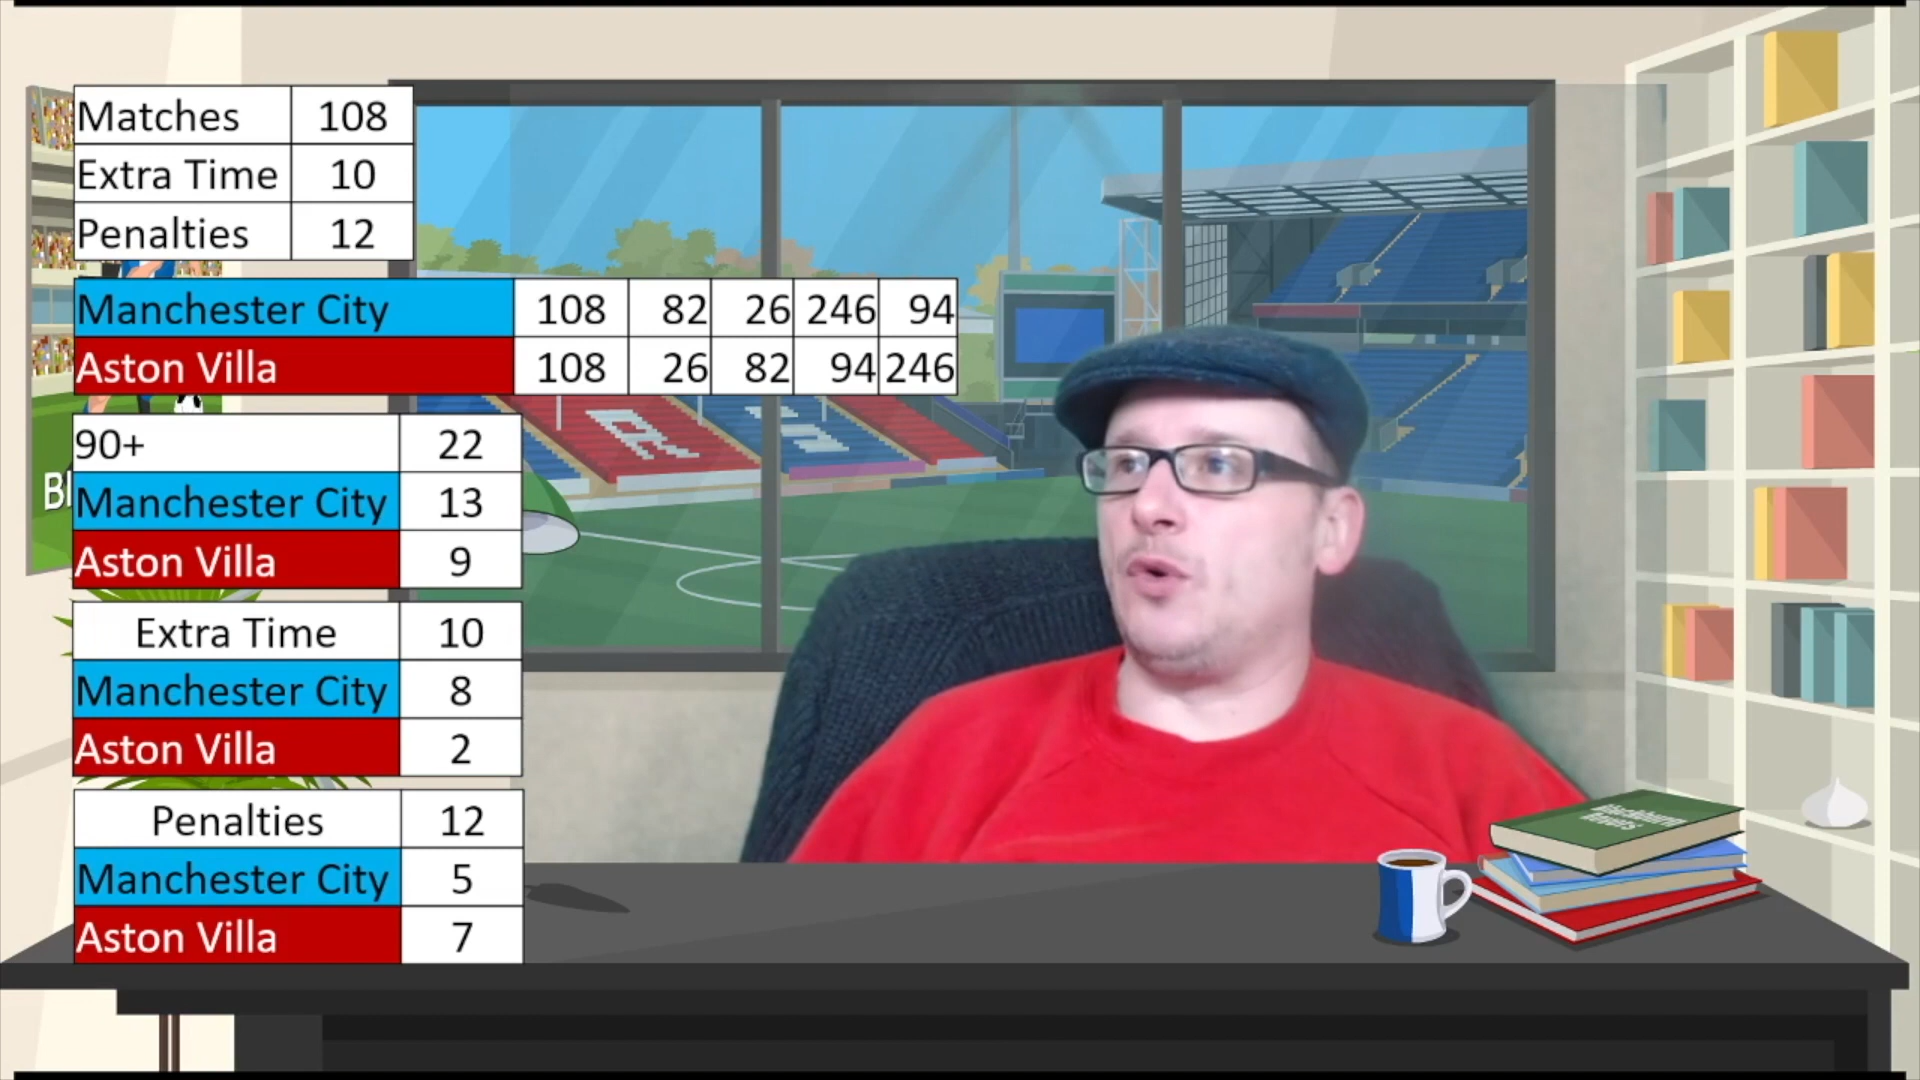 Matches 108
Extra Time 10
Penalties 12
Manchester City 108 82 26 246 94
Aston Villa 108 26 82 94 246
90+ 22
Manchester City 13
Aston Villa 9
Extra Time 10
Manchester City 8
Aston Villa 2
Penalties 12
Manchester City 5
Aston Villa 7
Blackburn
Rovers